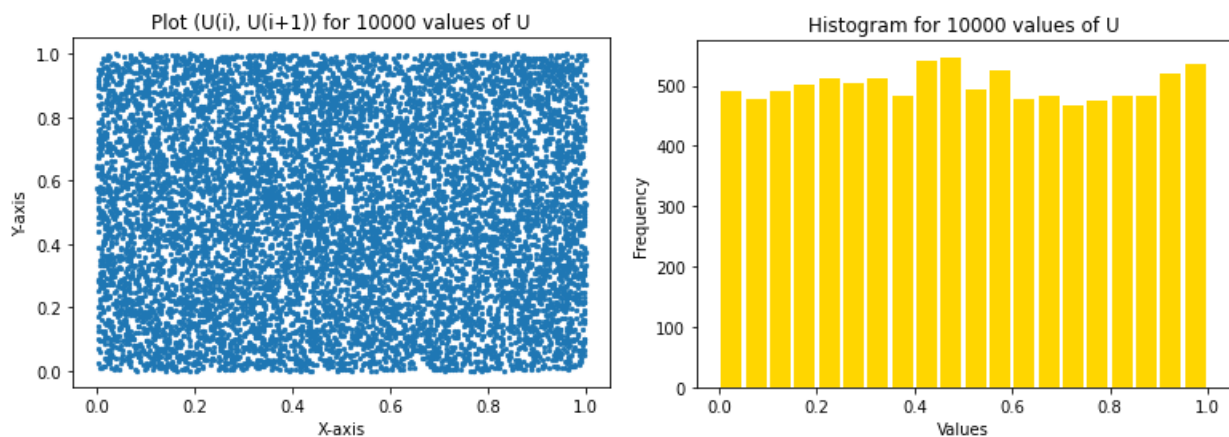 Plot (U(i), U(i+1)) for 10000 values of U
1.0
0.8
0.6
0.4
0.2
0.0
Y-axis
0.0 0.2 0.4 0.6 0.8 1.0
X-axis
Histogram for 10000 values of U
500
400
300
200
100
0
Frequency
0.0 0.2 0.4 0.6 0.8 1.0
Values